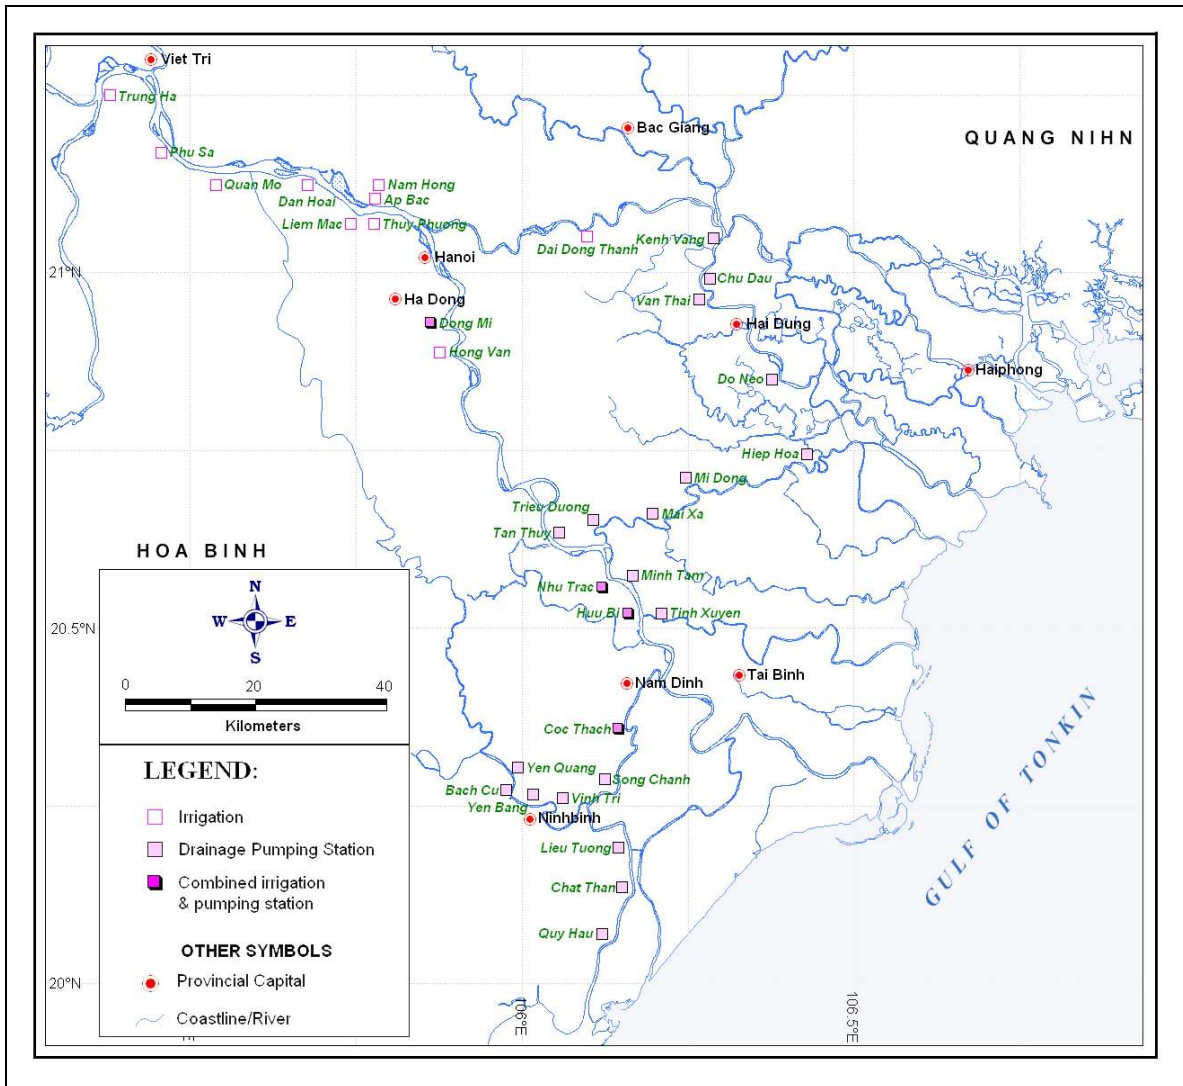 Viet Tri
Trung Ha
Bac Giang
QUANG NIHN
Phu Sa
Quan Mo
Nam Hong
Dan Hoai
Ap Bac
Liem Mac
Thuy Phuong
Kenh Vang
Dai Dong Thanh
Hanoi
21°N
Chu Dau
Ha Dong
Van Thai
Dong Mi
Hai Dung
Hong Van
Haiphong
Do Neo
Hiep Hoa
Mi Dong
Trieu Duong
Mai Xa
Tan Thuy
HOA BINH
Minh Tam
Nhu Trac
Huu Bi
Tinh Xuyen
20.5°N
Nam Dinh
Tai Binh
Coc Thach
GULF OF TONKIN
Yen Quang
Song Chanh
Bach Cu
Vinh Tri
Yen Bang
Ninhbinh
Lieu Tuong
Chat Than
Quy Hau
20°N
106°E
106.5°E
N
W
E
S
0 20 40
Kilometers
LEGEND:
Irrigation
Drainage Pumping Station
Combined irrigation
& pumping station
OTHER SYMBOLS
Provincial Capital
Coastline/River